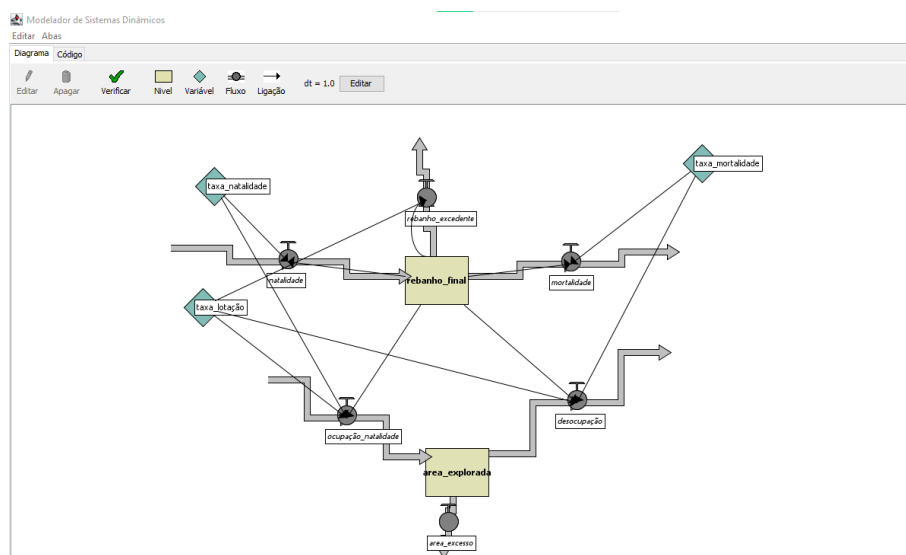 Modelador de Sistemas Dinâmicos
Editar Abas
Diagrama Código
Editar Apagar Verificar Nivel Variável Fluxo Ligação dt = 1.0 Editar
taxa_mortalidade
taxa_natalidade
rebanho_excedente
natalidade rebanho_final mortalidade
taxa_lotação
desocupação
ocupação_natalidade
area_explorada
area_excesso